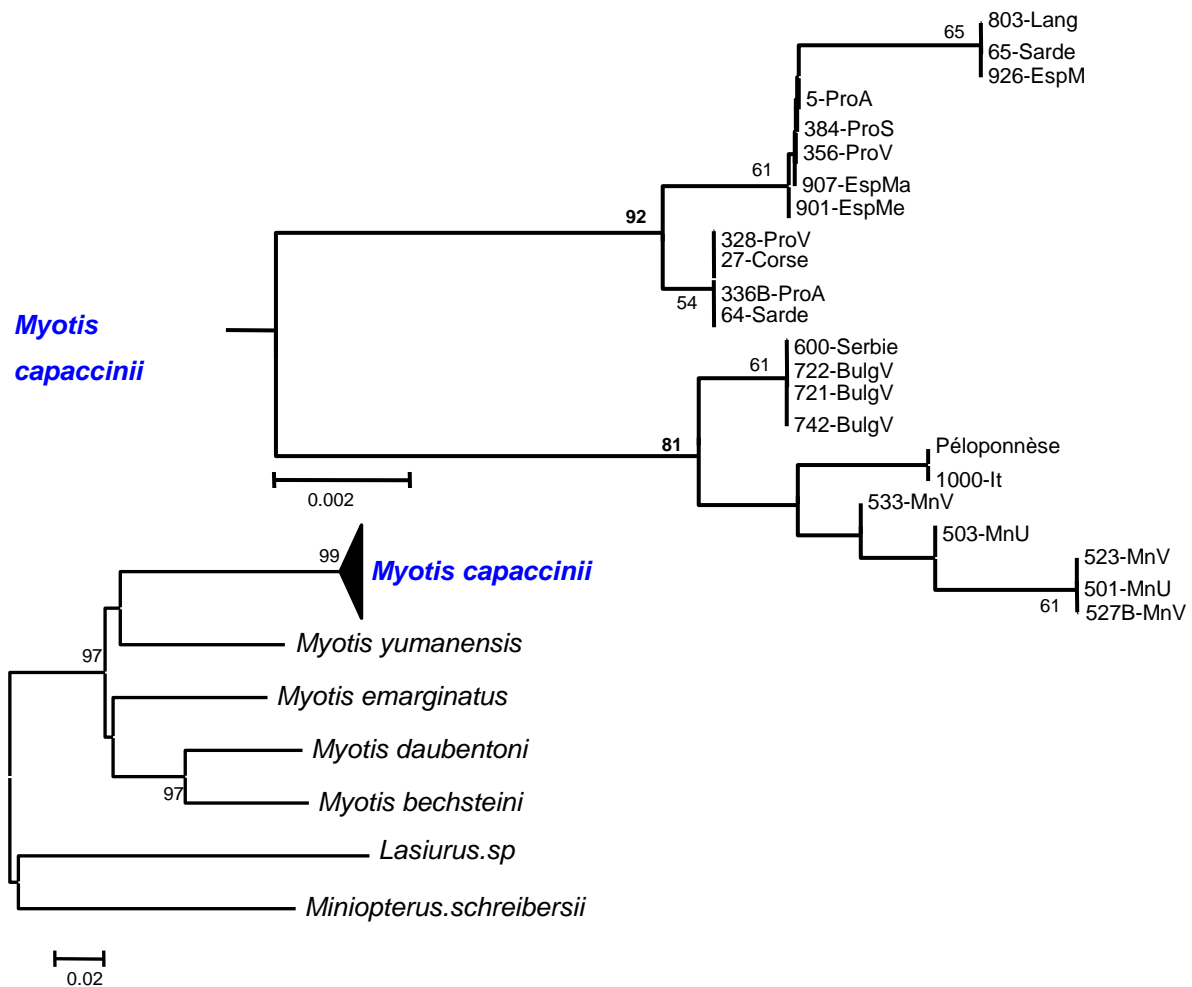 65
803-Lang
65-Sarde
926-EspM
5-ProA
384-ProS
356-ProV
61
907-EspMa
901-EspMe
92
328-ProV
27-Corse
54
336B-ProA
64-Sarde
Myotis
capaccinii
600-Serbie
61
722-BulgV
721-BulgV
742-BulgV
81
Péloponnèse
1000-It
0.002
533-MnV
503-MnU
523-MnV
501-MnU
61
527B-MnV
99
Myotis capaccinii
Myotis yumanensis
97
Myotis emarginatus
Myotis daubentoni
97
Myotis bechsteini
Lasiurus.sp
Miniopterus.schreibersii
0.02